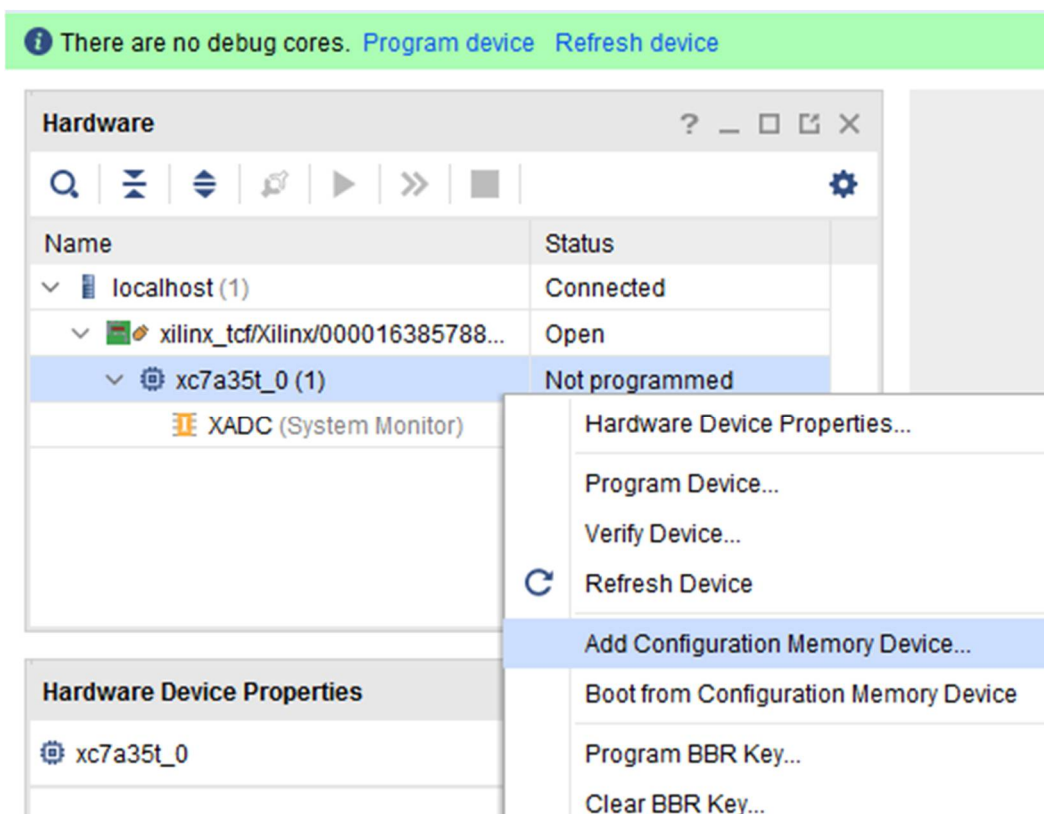 There are no debug cores. Program device Refresh device
Hardware
Name Status
localhost (1) Connected
xilinx_tcf/Xilinx/000016385788... Open
xc7a35t_0 (1) Not programmed
XADC (System Monitor)
Hardware Device Properties...
Program Device...
Verify Device...
Refresh Device
Add Configuration Memory Device...
Hardware Device Properties
Boot from Configuration Memory Device
xc7a35t_0
Program BBR Key...
Clear BBR Key...